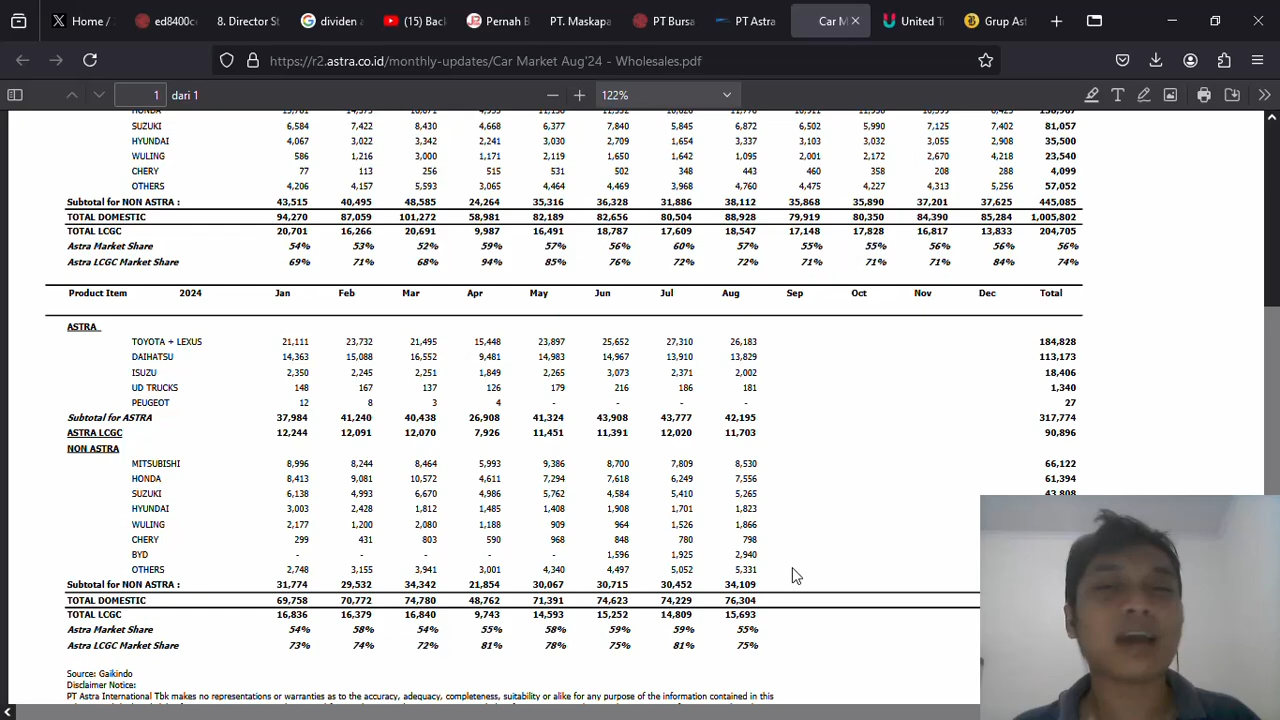 Home /
ed8400c
8. Director S
dividen
(15) Bac
Pernah B
PT. Maskapa
PT Bursa
PT Astra
Car M
United T
Grup Ast
https://r2.astra.co.id/monthly-updates/Car Market Aug'24 - Wholesales.pdf
1 dari 1 122%
HONDA
SUZUKI 6,584 7,422 8,430 4,668 6,377 7,840 5,845 6,872 6,502 5,990 7,125 7,402 81,057
HYUNDAI 4,067 3,022 3,342 2,241 3,030 2,709 1,654 3,337 3,103 3,032 3,055 2,908 35,500
WULING 586 1,216 3,000 1,171 2,119 1,650 1,642 1,095 2,001 2,172 2,670 4,218 23,540
CHERY 77 113 256 515 531 502 348 443 460 358 208 288 4,099
OTHERS 4,206 4,157 5,593 3,065 4,464 4,469 3,968 4,760 4,475 4,227 4,313 5,256 57,052
Subtotal for NON ASTRA : 43,515 40,495 48,585 24,264 35,316 36,328 31,886 38,112 35,868 35,890 37,201 37,625 445,085
TOTAL DOMESTIC 94,270 87,059 101,272 58,981 82,189 82,656 80,504 88,928 79,919 80,350 84,390 85,284 1,005,802
TOTAL LCGC 20,701 16,266 20,691 9,987 16,491 18,787 17,609 18,547 17,148 17,828 16,817 13,833 204,705
Astra Market Share 54% 53% 52% 59% 57% 56% 60% 57% 55% 55% 56% 56% 56%
Astra LCGC Market Share 69% 71% 68% 94% 85% 76% 72% 72% 71% 71% 71% 84% 74%
Product Item 2024 Jan Feb Mar Apr May Jun Jul Aug Sep Oct Nov Dec Total
ASTRA
TOYOTA + LEXUS 21,111 23,732 21,495 15,448 23,897 25,652 27,310 26,183 184,828
DAIHATSU 14,363 15,088 16,552 9,481 14,983 14,967 13,910 13,829 113,173
ISUZU 2,350 2,245 2,251 1,849 2,265 3,073 2,371 2,002 18,406
UD TRUCKS 148 167 137 126 179 216 186 181 1,340
PEUGEOT 12 8 3 4 - - - - 27
Subtotal for ASTRA 37,984 41,240 40,438 26,908 41,324 43,908 43,777 42,195 317,774
ASTRA LCGC 12,244 12,091 12,070 7,926 11,451 11,391 12,020 11,703 90,896
NON ASTRA
MITSUBISHI 8,996 8,244 8,464 5,993 9,386 8,700 7,809 8,530 66,122
HONDA 8,413 9,081 10,572 4,611 7,294 7,618 6,249 7,556 61,394
SUZUKI 6,138 4,993 6,670 4,986 5,762 4,584 5,410 5,265 43,808
HYUNDAI 3,003 2,428 1,812 1,485 1,408 1,908 1,701 1,823
WULING 2,177 1,200 2,080 1,188 909 964 1,526 1,866
CHERY 299 431 803 590 968 848 780 798
BYD - - - - - 1,596 1,925 2,940
OTHERS 2,748 3,155 3,941 3,001 4,340 4,497 5,052 5,331
Subtotal for NON ASTRA : 31,774 29,532 34,342 21,854 30,067 30,715 30,452 34,109
TOTAL DOMESTIC 69,758 70,772 74,780 48,762 71,391 74,623 74,229 76,304
TOTAL LCGC 16,836 16,379 16,840 9,743 14,593 15,252 14,809 15,693
Astra Market Share 54% 58% 54% 55% 58% 59% 59% 55%
Astra LCGC Market Share 73% 74% 72% 81% 78% 75% 81% 75%
Source: Gaikindo
Disclaimer Notice:
PT Astra International Tbk makes no representations or warranties as to the accuracy, adequacy, completeness, suitability or alike for any purpose of the information contained in this